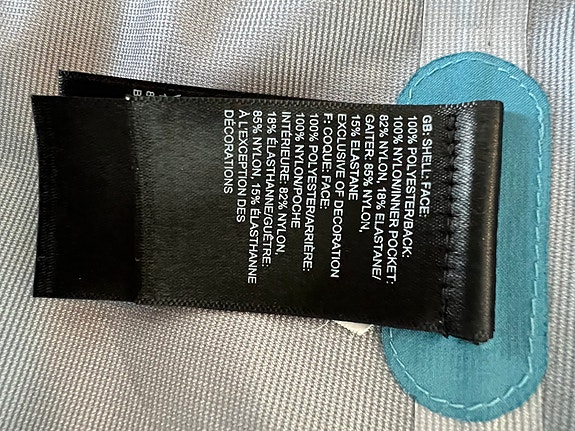 GB: SHELL: FACE:
100% POLYESTER/BACK:
100% NYLON/INNER POCKET:
82% NYLON, 18% ELASTANE/
GAITER: 85% NYLON,
15% ELASTANE
EXCLUSIVE OF DECORATION
F: COQUE: FACE:
100% POLYESTER/ARRIÈRE:
100% NYLON/POCHE
INTÉRIEURE: 82% NYLON,
18% ÉLASTHANNE/GUÊTRE:
85% NYLON, 15% ÉLASTHANNE
À L'EXCEPTION DES
DÉCORATIONS